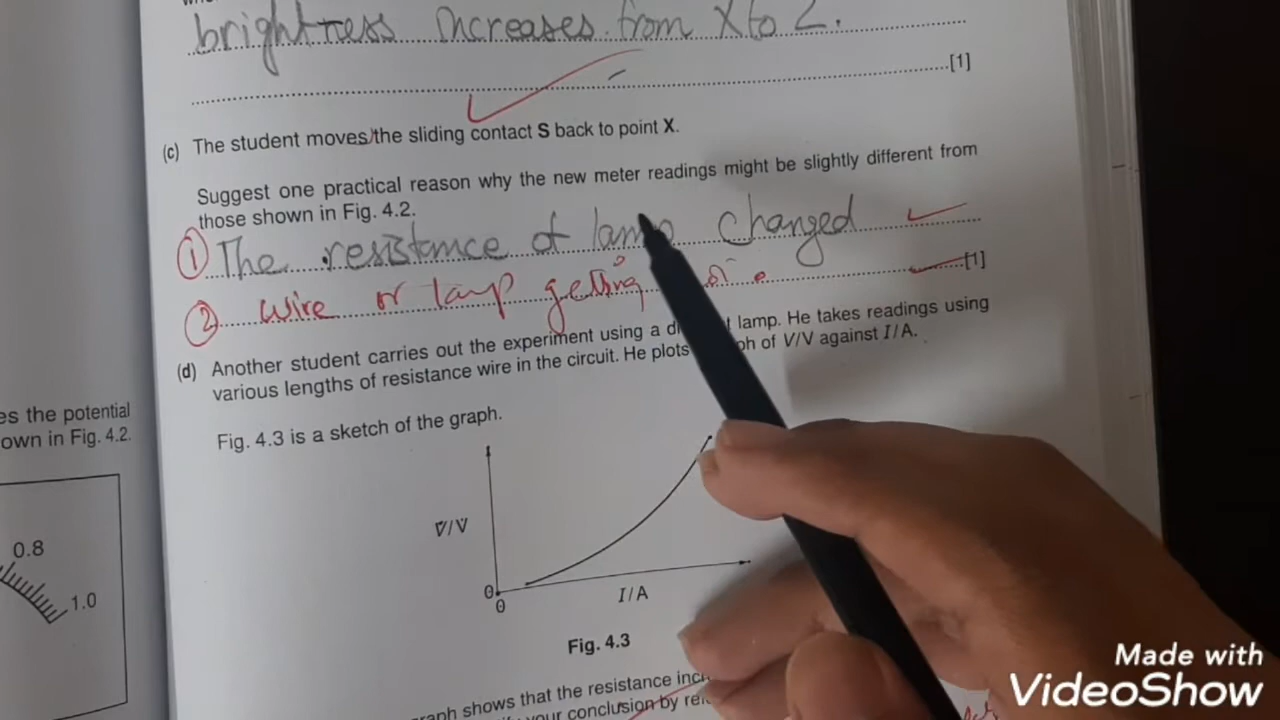 brightness increases from X to Z.
[1]
(c) The student moves the sliding contact S back to point X.
Suggest one practical reason why the new meter readings might be slightly different from
those shown in Fig. 4.2.
① The resistance of lamp changed
② wire or lamp getting
[1]
(d) Another student carries out the experiment using a lamp. He takes readings using
various lengths of resistance wire in the circuit. He plots of V/V against I/A.
Fig. 4.3 is a sketch of the graph.
V/V
0
0
I/A
Fig. 4.3
shows that the resistance
your conclusion by
es the potential
own in Fig. 4.2.
0.8
1.0
Made with
VideoShow